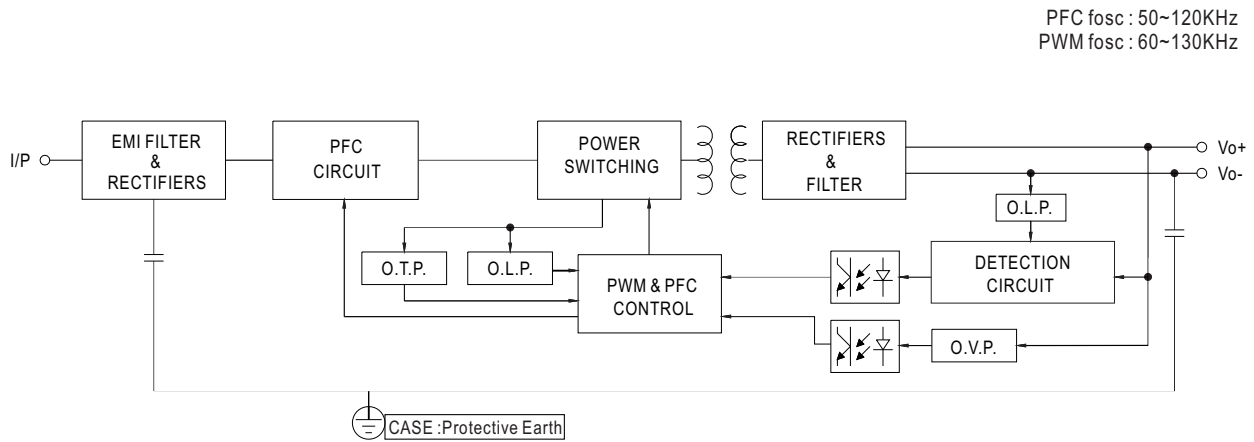 PFC fosc : 50~120KHz
PWM fosc : 60~130KHz
I/P
EMI FILTER
&
RECTIFIERS
PFC
CIRCUIT
POWER
SWITCHING
RECTIFIERS
&
FILTER
Vo+
Vo-
O.L.P.
O.T.P.
O.L.P.
PWM & PFC
CONTROL
DETECTION
CIRCUIT
O.V.P.
CASE :Protective Earth